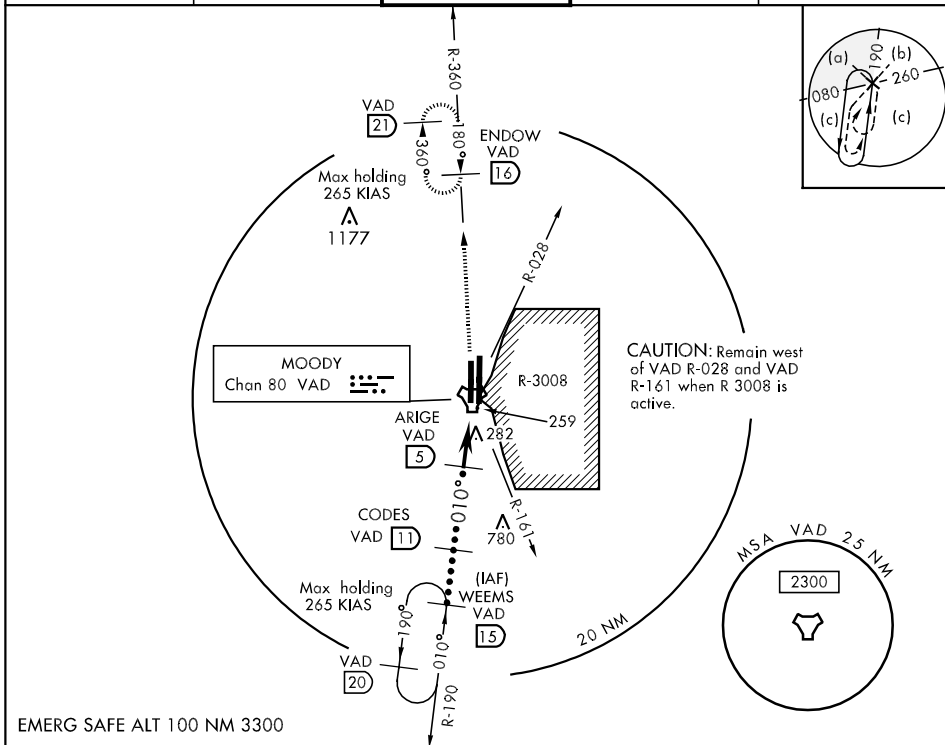 R-360
VAD
21
360°
180°
ENDOW
VAD
16
Max holding
265 KIAS
1177
(a)
(b)
190
260
080
(c)
(c)
R-028
MOODY
Chan 80 VAD
R-3008
CAUTION: Remain west
of VAD R-028 and VAD
R-161 when R 3008 is
active.
259
282
ARIGE
VAD
5
010°
R-161
780
CODES
VAD 11
(IAF)
WEEMS
VAD
15
Max holding
265 KIAS
190°
010°
VAD
20
R-190
20 NM
MSA VAD 25 NM
2300
EMERG SAFE ALT 100 NM 3300